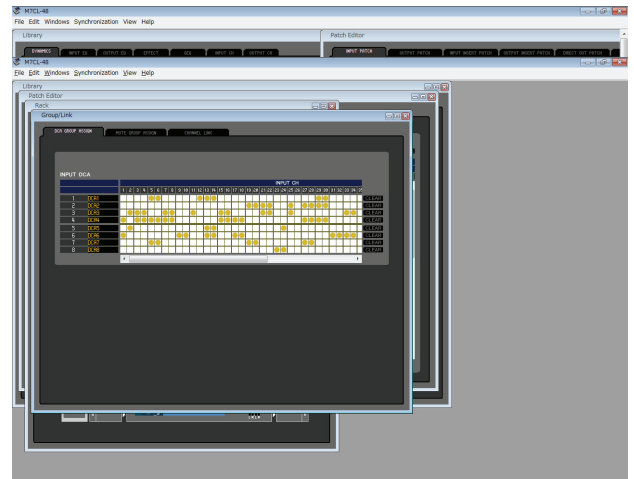 M7CL-48
File Edit Windows Synchronization View Help
Library
Patch Editor
DYNAMICS INPUT EQ OUTPUT EQ EFFECT GEQ INPUT CH OUTPUT CH
INPUT PATCH OUTPUT PATCH INPUT INSERT PATCH OUTPUT INSERT PATCH DIRECT OUT PATCH
M7CL-48
File Edit Windows Synchronization View Help
Library
Patch Editor
Rack
Group/Link
DCA GROUP ASSIGN MUTE GROUP ASSIGN CHANNEL LINK
INPUT DCA
INPUT CH
1 2 3 4 5 6 7 8 9 10 11 12 13 14 15 16 17 18 19 20 21 22 23 24 25 26 27 28 29 30 31 32 33 34 35
1 DCA1 CLEAR
2 DCA2 CLEAR
3 DCA3 CLEAR
4 DCA4 CLEAR
5 DCA5 CLEAR
6 DCA6 CLEAR
7 DCA7 CLEAR
8 DCA8 CLEAR